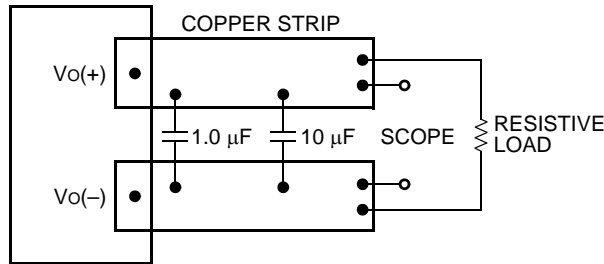 COPPER STRIP
VO(+)
1.0 μF
10 μF
SCOPE
RESISTIVE
LOAD
VO(–)